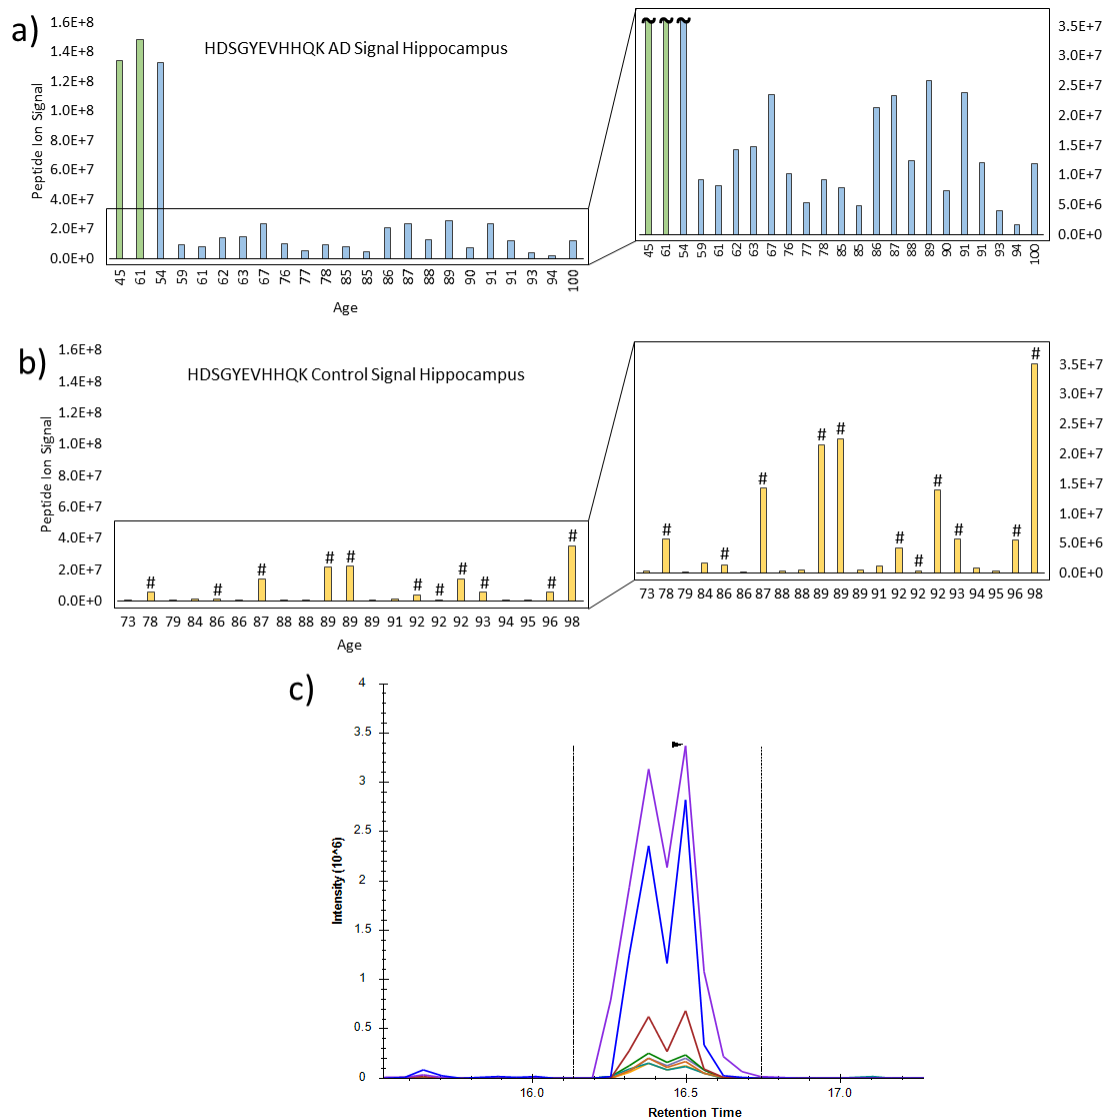 a)
HDSGYEVHHQK AD Signal Hippocampus
Peptide Ion Signal
1.6E+8
1.4E+8
1.2E+8
1.0E+8
8.0E+7
6.0E+7
4.0E+7
2.0E+7
0.0E+0
45 61 54 59 61 62 63 67 76 77 78 85 85 86 87 88 89 90 91 91 93 94 100
Age
~ ~ ~
3.5E+7
3.0E+7
2.5E+7
2.0E+7
1.5E+7
1.0E+7
5.0E+6
0.0E+0
45 61 54 59 61 62 63 67 76 77 78 85 85 86 87 88 89 90 91 91 93 94 100
b)
HDSGYEVHHQK Control Signal Hippocampus
Peptide Ion Signal
1.6E+8
1.4E+8
1.2E+8
1.0E+8
8.0E+7
6.0E+7
4.0E+7
2.0E+7
0.0E+0
# # # # # # # # # # #
73 78 79 84 86 86 87 88 88 89 89 89 91 92 92 92 93 94 95 96 98
Age
3.5E+7
3.0E+7
2.5E+7
2.0E+7
1.5E+7
1.0E+7
5.0E+6
0.0E+0
# # # # # # # # # # #
73 78 79 84 86 86 87 88 88 89 89 89 91 92 92 92 93 94 95 96 98
c)
Intensity (10^6)
4
3.5
3
2.5
2
1.5
1
0.5
0
16.0 16.5 17.0
Retention Time